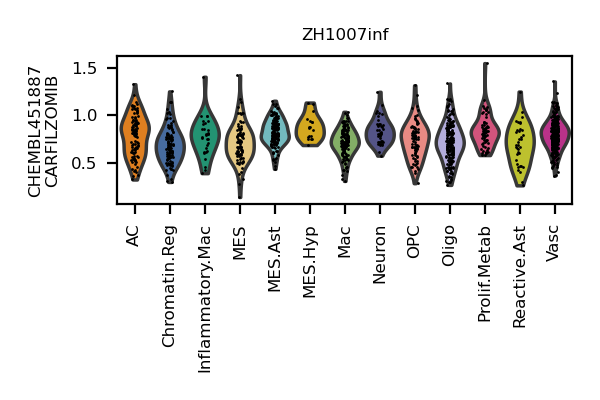 ZH1007inf
CHEMBL451887
CARFILZOMIB
1.5
1.0
0.5
AC
Chromatin.Reg
Inflammatory.Mac
MES
MES.Ast
MES.Hyp
Mac
Neuron
OPC
Oligo
Prolif.Metab
Reactive.Ast
Vasc